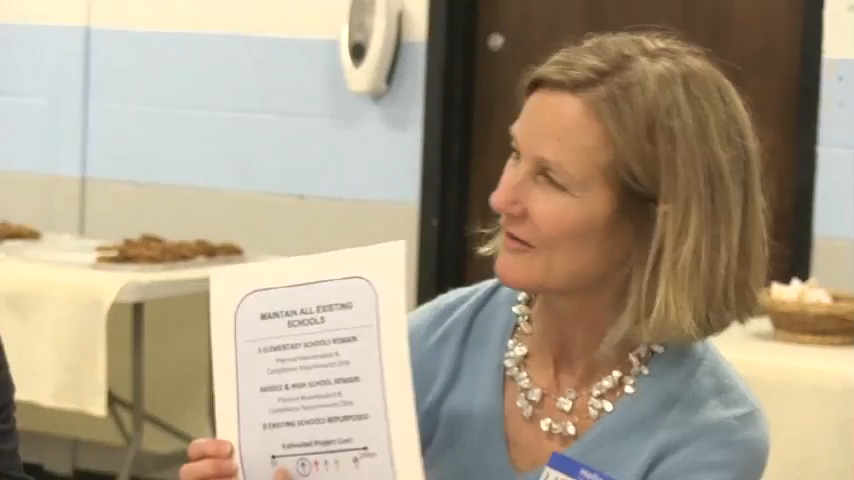 MAINTAIN ALL EXISTING
SCHOOLS
5 ELEMENTARY SCHOOLS REMAIN
Planned Maintenance &
Compliance Requirements Only
MIDDLE & HIGH SCHOOL REMAIN
Planned Maintenance &
Compliance Requirements Only
0 EXISTING SCHOOLS REPURPOSED
Estimated Project Cost
Hello